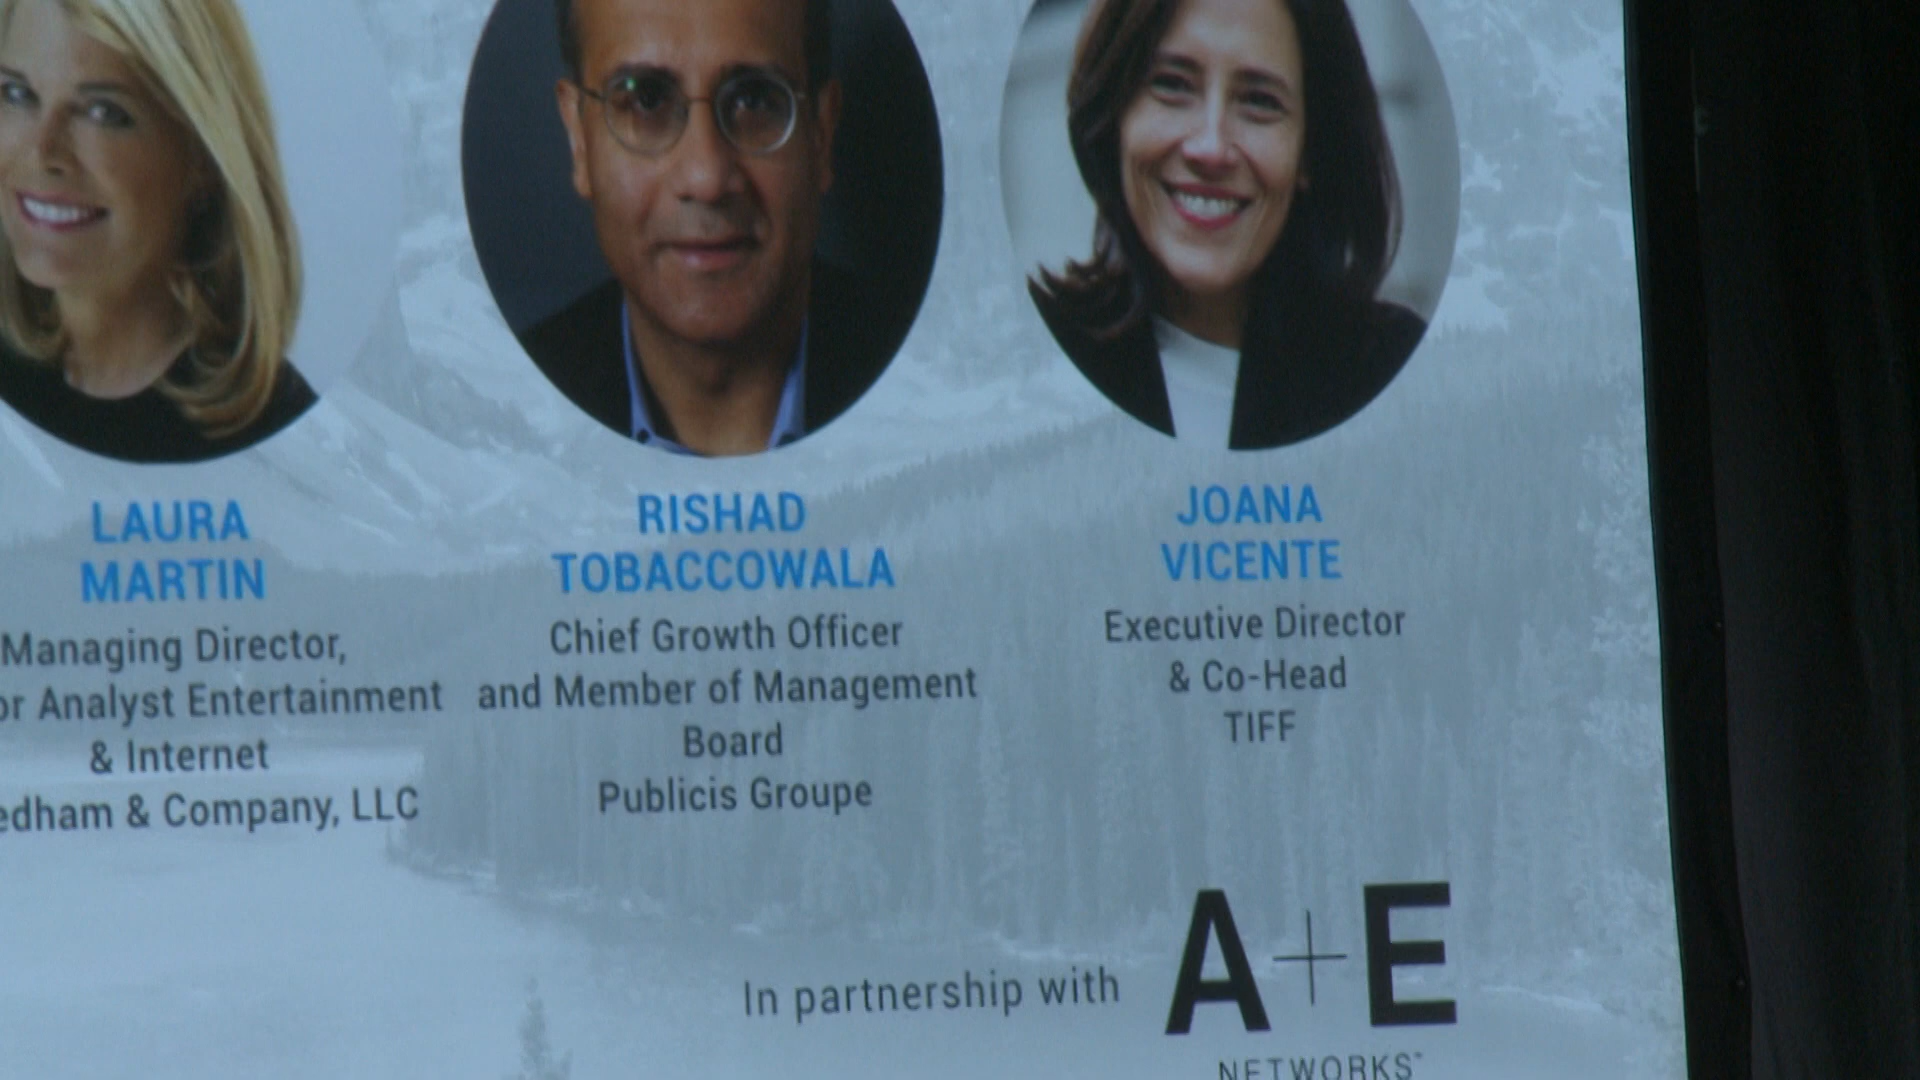 LAURA
MARTIN
Managing Director,
or Analyst Entertainment
& Internet
edham & Company, LLC
RISHAD
TOBACCOWALA
Chief Growth Officer
and Member of Management
Board
Publicis Groupe
JOANA
VICENTE
Executive Director
& Co-Head
TIFF
In partnership with
A+E
NETWORKS™